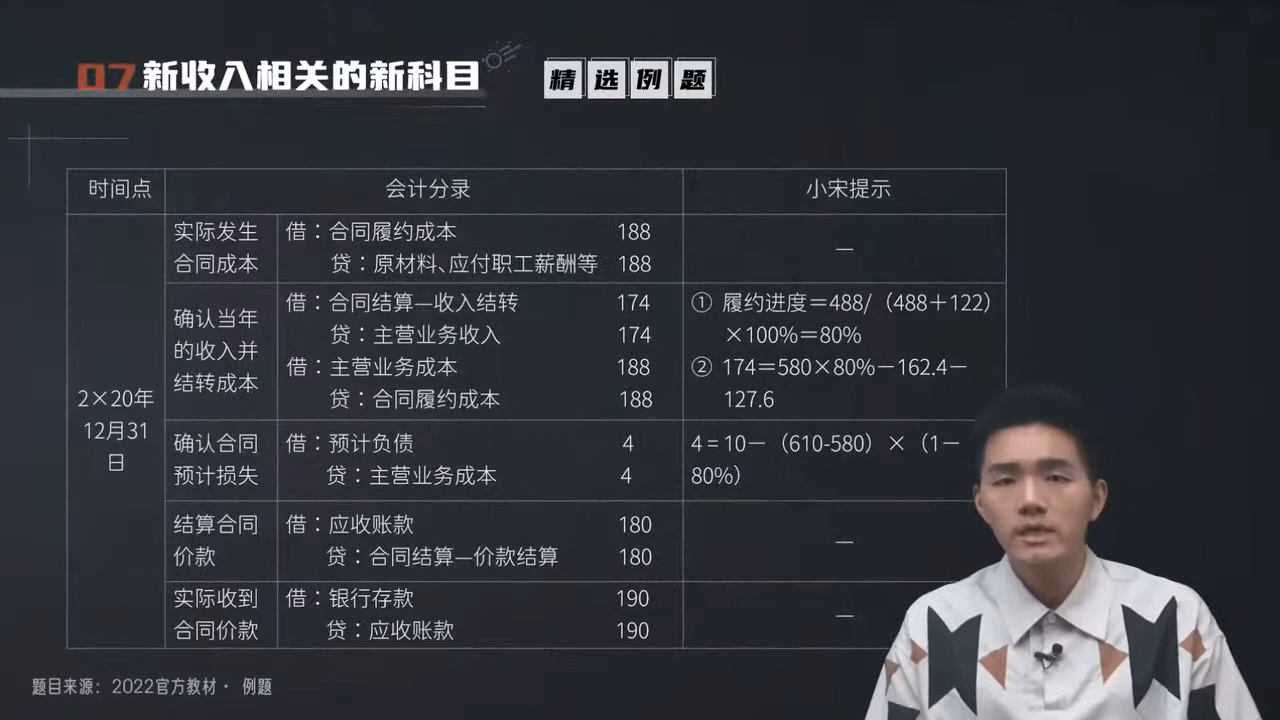 07新收入相关的新科目 精选例题
时间点 会计分录 小宋提示
2×20年
12月31
日
实际发生
合同成本
借：合同履约成本 188
贷：原材料、应付职工薪酬等 188
—
确认当年
的收入并
结转成本
借：合同结算—收入结转 174
贷：主营业务收入 174
借：主营业务成本 188
贷：合同履约成本 188
① 履约进度＝488/（488＋122）
×100%＝80%
② 174＝580×80%－162.4－
127.6
确认合同
预计损失
借：预计负债 4
贷：主营业务成本 4
4＝10－（610-580）×（1－
80%）
结算合同
价款
借：应收账款 180
贷：合同结算—价款结算 180
—
实际收到
合同价款
借：银行存款 190
贷：应收账款 190
—
题目来源：2022官方教材· 例题